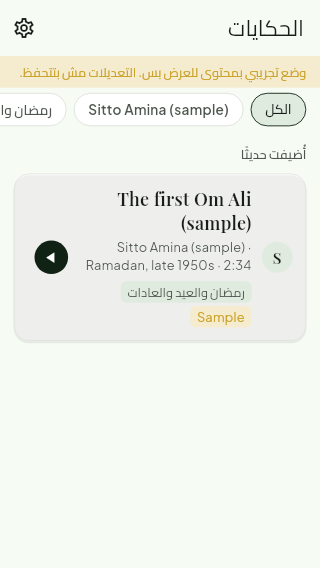 الحكايات
وضع تجريبي بمحتوى للعرض بس. التعديلات مش بتتحفظ.
الكل
Sitto Amina (sample)
رمضان وا
أُضيفت حديثًا
The first Om Ali
(sample)
S
Sitto Amina (sample) ·
Ramadan, late 1950s · 2:34
رمضان والعيد والعادات
Sample